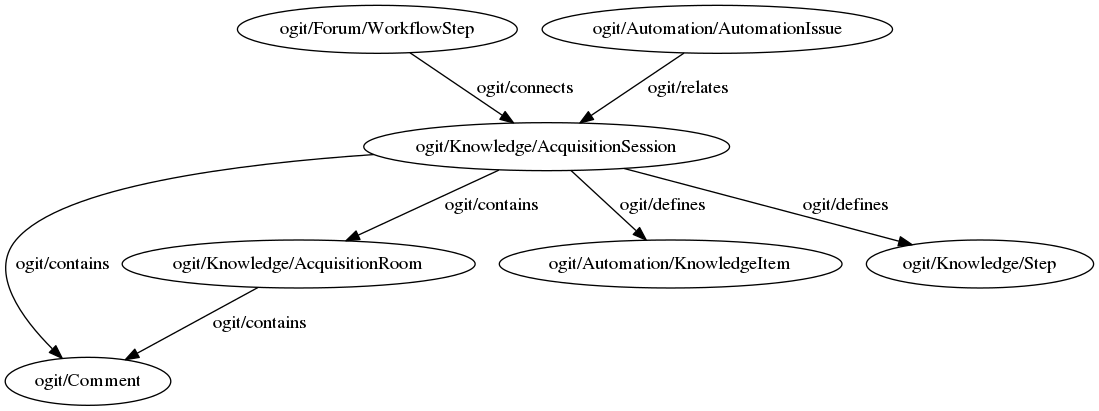 ogit/Forum/WorkflowStep
ogit/Automation/AutomationIssue
ogit/connects
ogit/relates
ogit/Knowledge/AcquisitionSession
ogit/contains
ogit/defines
ogit/defines
ogit/contains
ogit/Knowledge/AcquisitionRoom
ogit/Automation/KnowledgeItem
ogit/Knowledge/Step
ogit/contains
ogit/Comment